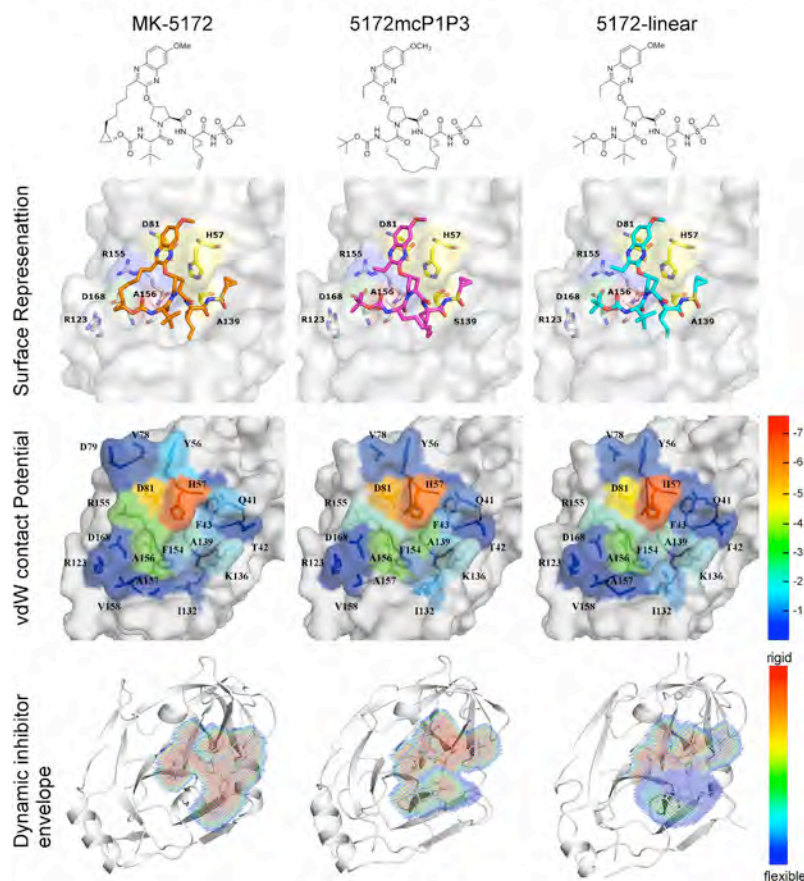 MK-5172 5172mcP1P3 5172-linear
OMe OCH₃ OMe
Surface Represenattion
D81 H57 R155 D168 A156 R123 A139
D81 H57 R155 D168 A156 R123 S139
D81 H57 R155 D168 A156 R123 A139
vdW contact Potential
V78 Y56 D79 D81 H57 R155 Q41 F43 D168 A139 T42 R123 A156 F154 K136 A157 V158 I132
V78 Y56 D81 H57 R155 Q41 F43 D168 A139 T42 R123 A156 F154 K136 A157 V158 I132
V78 Y56 D81 H57 R155 Q41 F43 D168 A139 T42 R123 A156 F154 K136 A157 V158 I132
-7
-6
-5
-4
-3
-2
-1
Dynamic inhibitor
envelope
rigid
flexible